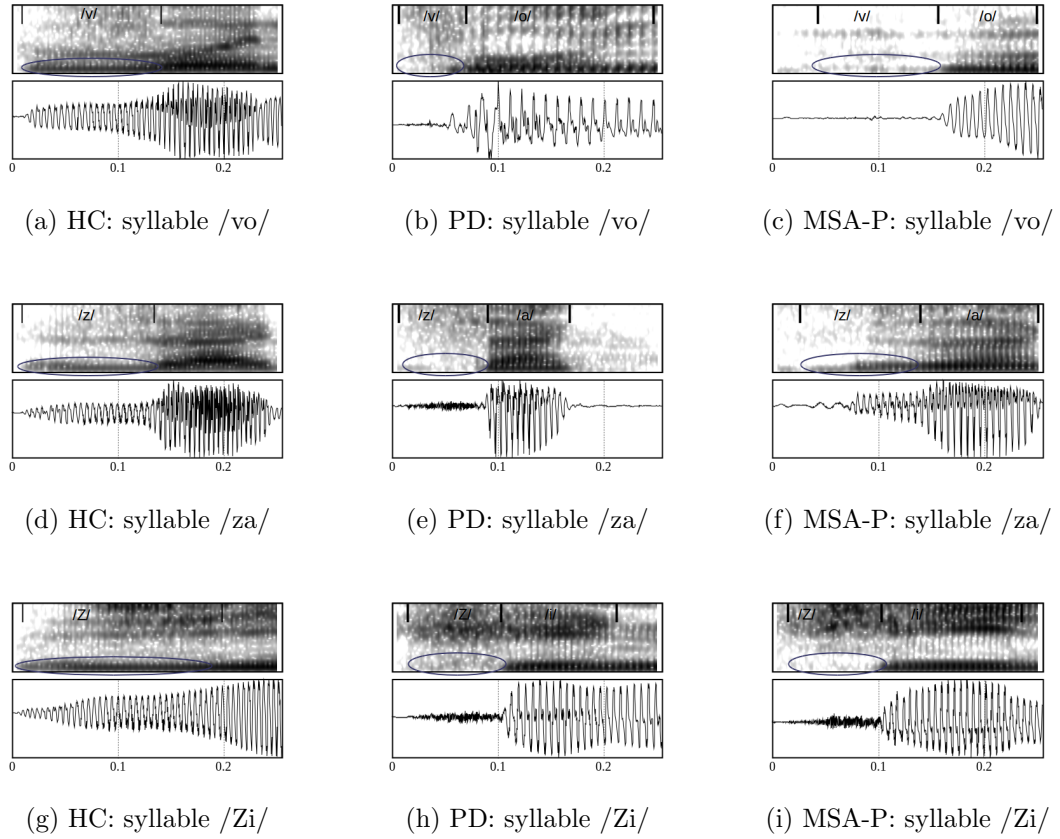 /v/
/v/ /o/
/v/ /o/
0 0.1 0.2
0 0.1 0.2
0 0.1 0.2
(a) HC: syllable /vo/
(b) PD: syllable /vo/
(c) MSA-P: syllable /vo/
/z/
/z/ /a/
/z/ /a/
0 0.1 0.2
0 0.1 0.2
0 0.1 0.2
(d) HC: syllable /za/
(e) PD: syllable /za/
(f) MSA-P: syllable /za/
/Z/
/Z/ /i/
/Z/ /i/
0 0.1 0.2
0 0.1 0.2
0 0.1 0.2
(g) HC: syllable /Zi/
(h) PD: syllable /Zi/
(i) MSA-P: syllable /Zi/